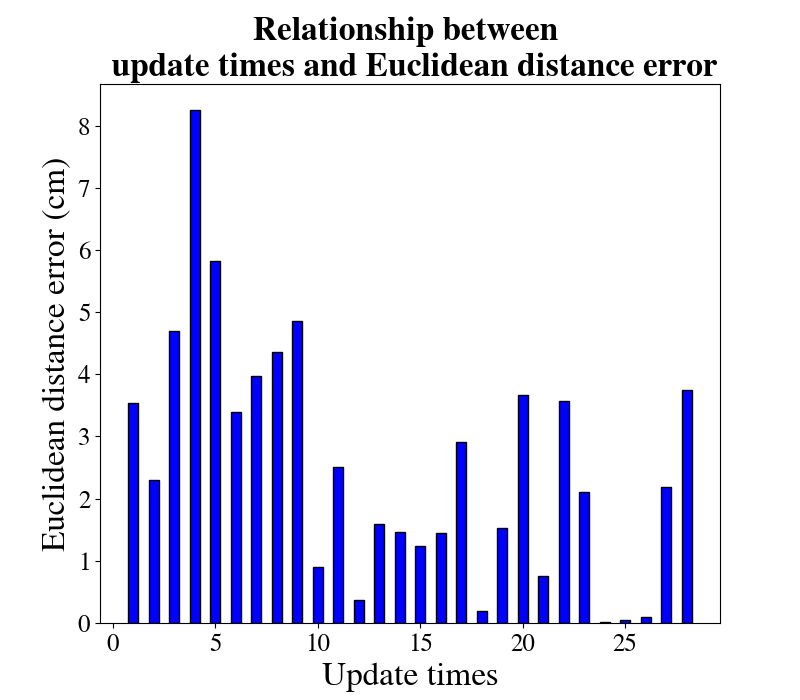 Relationship between
update times and Euclidean distance error
8
7
6
5
4
3
2
1
0
Euclidean distance error (cm)
0 5 10 15 20 25
Update times